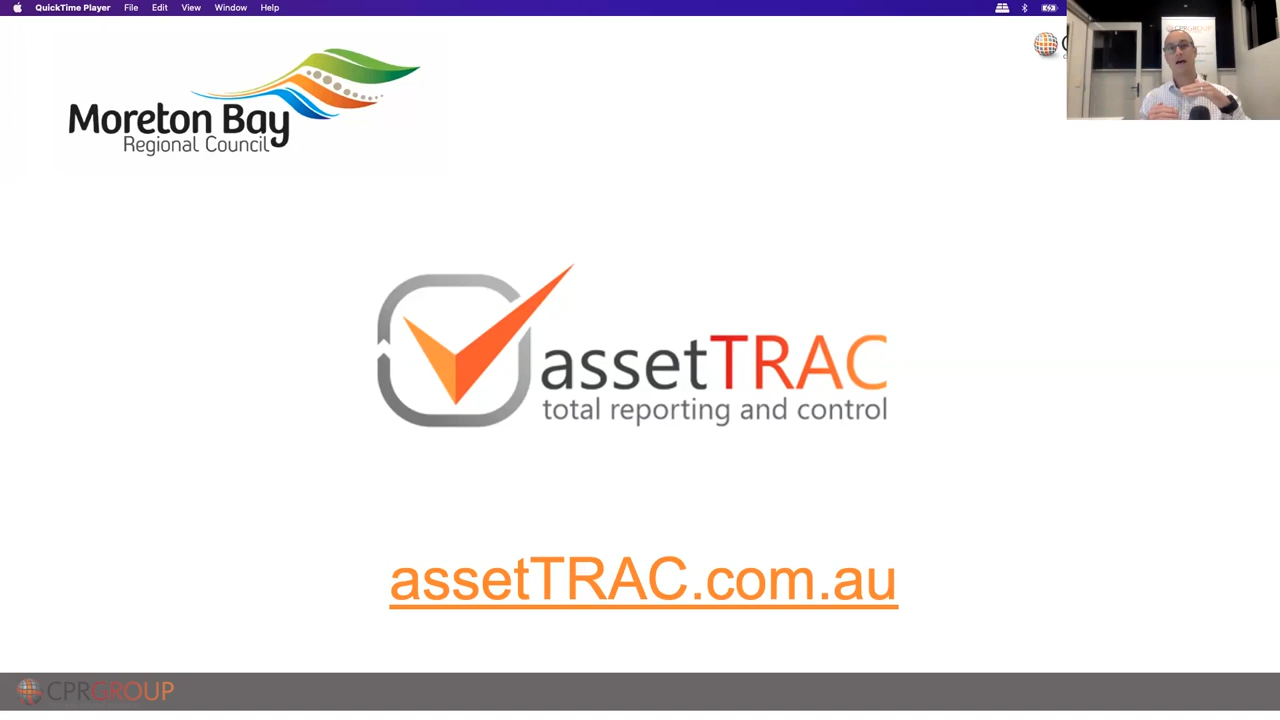 QuickTime Player File Edit View Window Help
Moreton Bay
Regional Council
CPRGROUP
assetTRAC
total reporting and control
assetTRAC.com.au
CPRGROUP